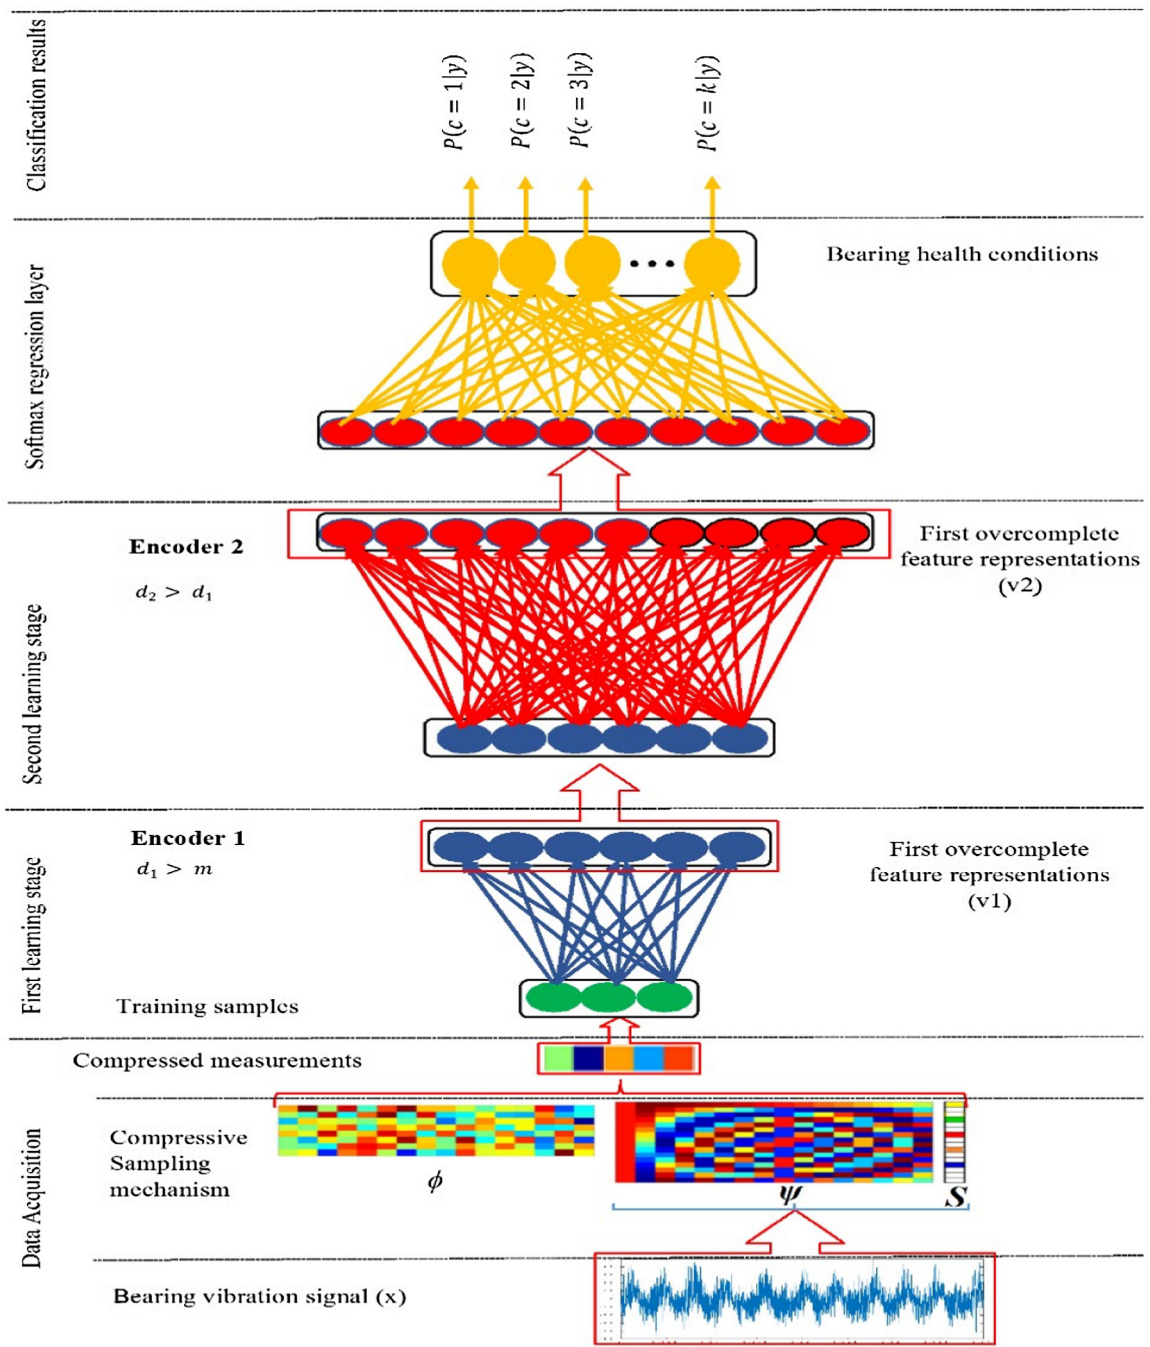 Classification results
P(c = 1|y)
P(c = 2|y)
P(c = 3|y)
P(c = k|y)
Softmax regression layer
Bearing health conditions
Second learning stage
Encoder 2
d₂ > d₁
First overcomplete
feature representations
(v2)
First learning stage
Encoder 1
d₁ > m
First overcomplete
feature representations
(v1)
Training samples
Data Acquisition
Compressed measurements
Compressive
Sampling
mechanism
ϕ
ψ
S
Bearing vibration signal (x)